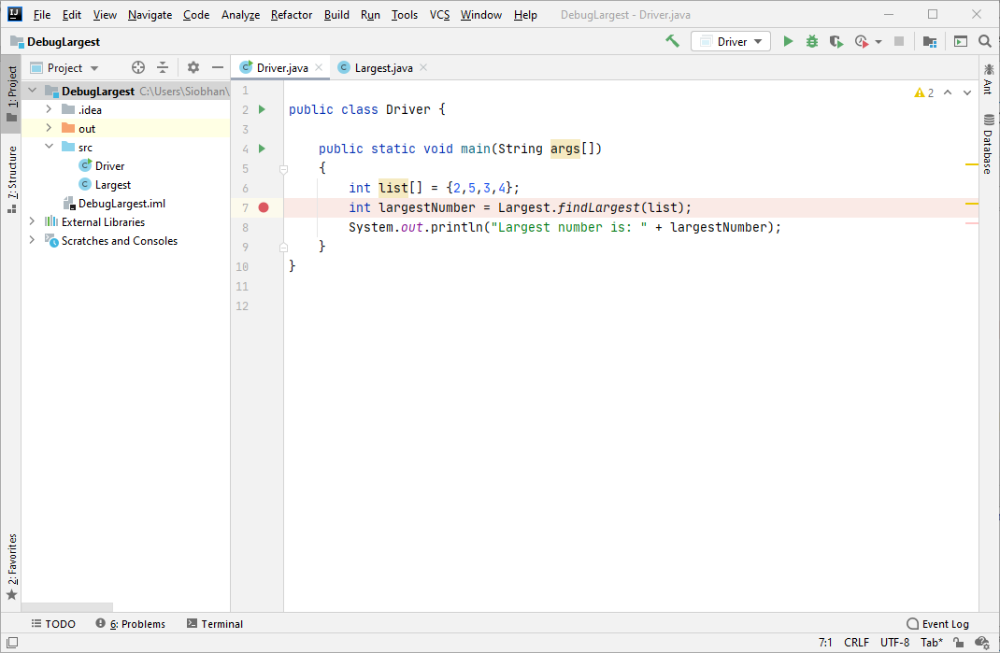 File Edit View Navigate Code Analyze Refactor Build Run Tools VCS Window Help DebugLargest - Driver.java
DebugLargest
Driver
1: Project
7: Structure
2: Favorites
Project
DebugLargest C:\Users\Siobhan\
.idea
out
src
Driver
Largest
DebugLargest.iml
External Libraries
Scratches and Consoles
Driver.java
Largest.java
2
1
2 public class Driver {
3
4 public static void main(String args[])
5 {
6 int list[] = {2,5,3,4};
7 int largestNumber = Largest.findLargest(list);
8 System.out.println("Largest number is: " + largestNumber);
9 }
10 }
11
12
Ant
Database
TODO 6: Problems Terminal Event Log
7:1 CRLF UTF-8 Tab*